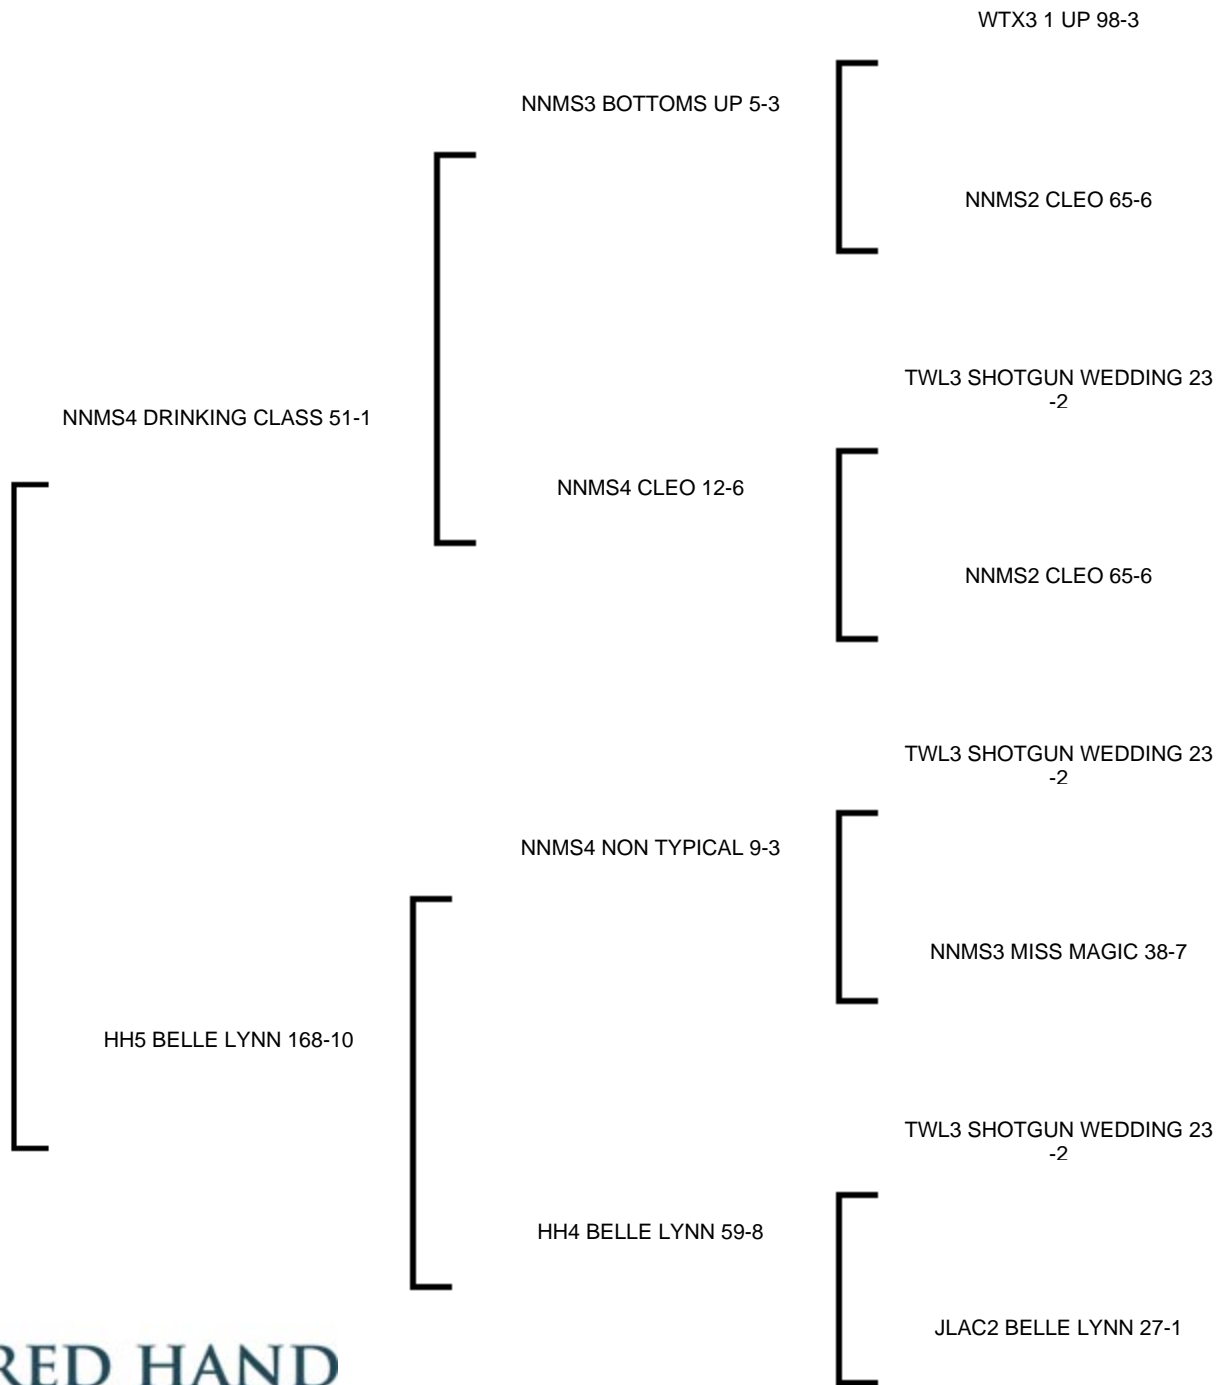 WTX3 1 UP 98-3
NNMS3 BOTTOMS UP 5-3
NNMS2 CLEO 65-6
TWL3 SHOTGUN WEDDING 23
-2
NNMS4 DRINKING CLASS 51-1
NNMS4 CLEO 12-6
NNMS2 CLEO 65-6
TWL3 SHOTGUN WEDDING 23
-2
NNMS4 NON TYPICAL 9-3
NNMS3 MISS MAGIC 38-7
HH5 BELLE LYNN 168-10
TWL3 SHOTGUN WEDDING 23
-2
HH4 BELLE LYNN 59-8
JLAC2 BELLE LYNN 27-1
RED HAND